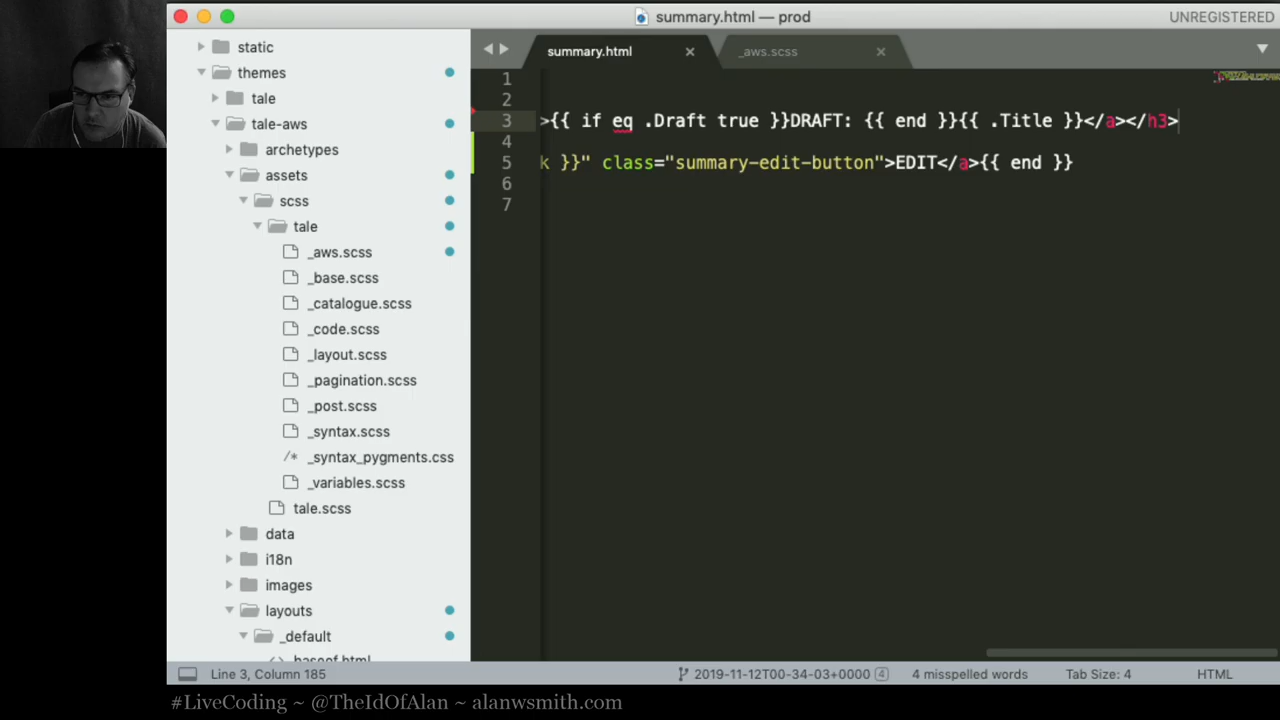 summary.html — prod
UNREGISTERED
static
themes
tale
tale-aws
archetypes
assets
scss
tale
_aws.scss
_base.scss
_catalogue.scss
_code.scss
_layout.scss
_pagination.scss
_post.scss
_syntax.scss
/* _syntax_pygments.css
_variables.scss
tale.scss
data
i18n
images
layouts
_default
<> baseof.html
summary.html
_aws.scss
1
2
3 >{{ if eq .Draft true }}DRAFT: {{ end }}{{ .Title }}</a></h3>
4
5 k }}" class="summary-edit-button">EDIT</a>{{ end }}
6
7
Line 3, Column 185
2019-11-12T00-34-03+0000 4
4 misspelled words
Tab Size: 4
HTML
#LiveCoding ~ @TheIdOfAlan ~ alanwsmith.com